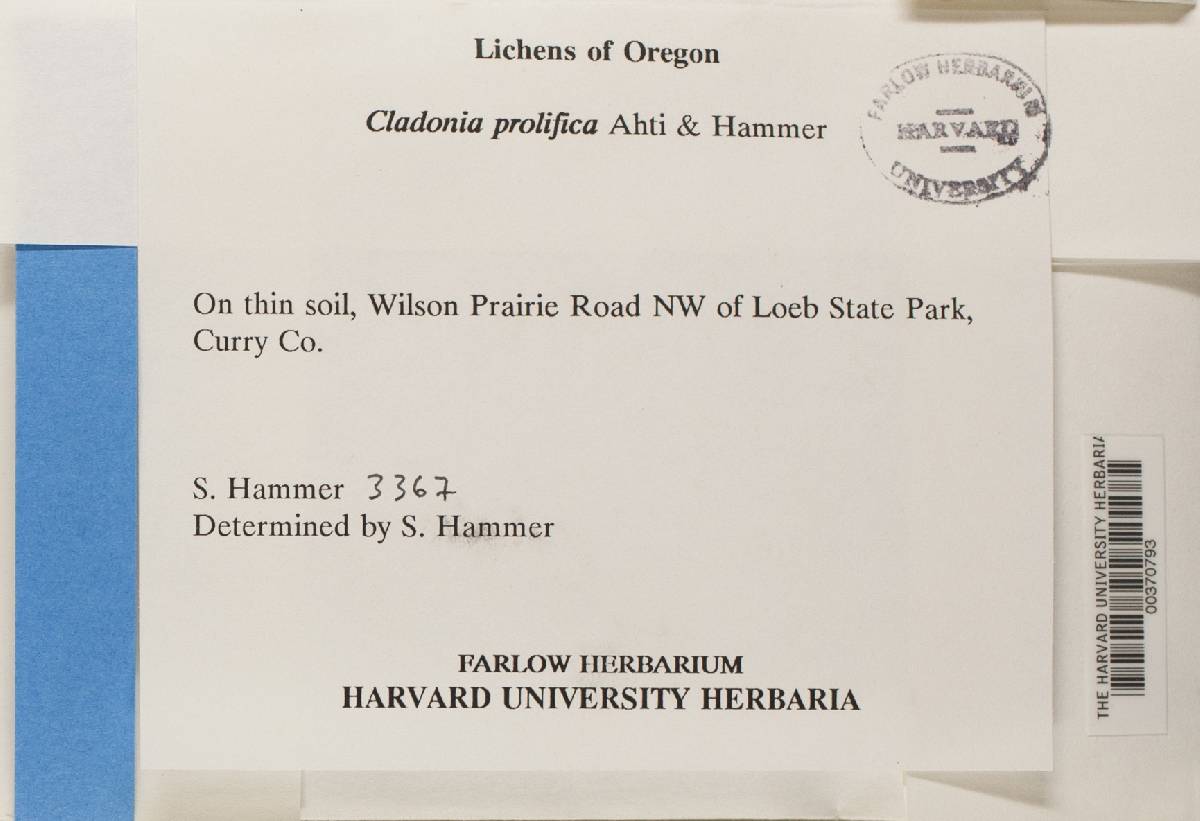 Lichens of Oregon
FARLOW HERBARIUM
HARVARD
UNIVERSITY
Cladonia prolifica Ahti & Hammer
On thin soil, Wilson Prairie Road NW of Loeb State Park,
Curry Co.
S. Hammer 3367
Determined by S. Hammer
FARLOW HERBARIUM
HARVARD UNIVERSITY HERBARIA
THE HARVARD UNIVERSITY HERBARIA
00370793